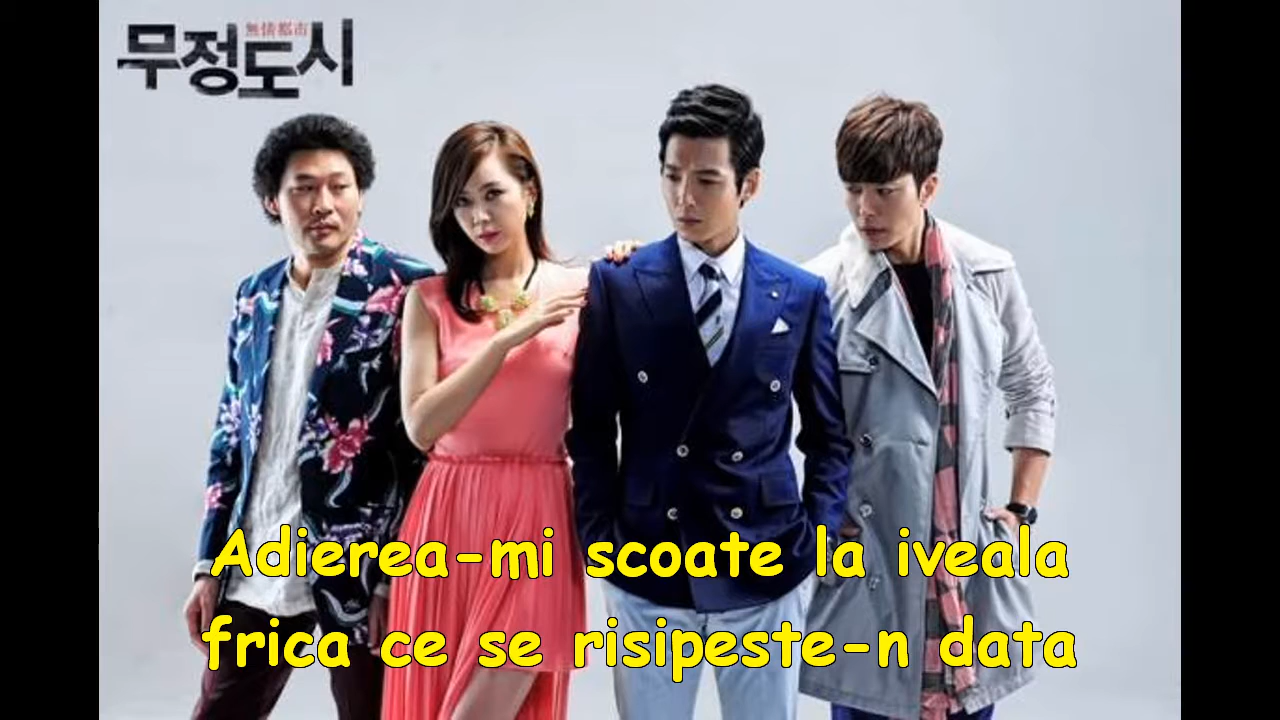 無情都市
무정도시
Adierea-mi scoate la iveala
frica ce se risipeste-n data